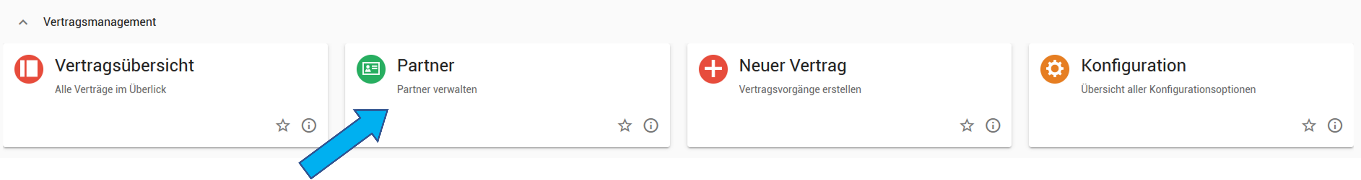 Vertragsmanagement
Vertragsübersicht
Alle Verträge im Überlick
Partner
Partner verwalten
Neuer Vertrag
Vertragsvorgänge erstellen
Konfiguration
Übersicht aller Konfigurationsoptionen